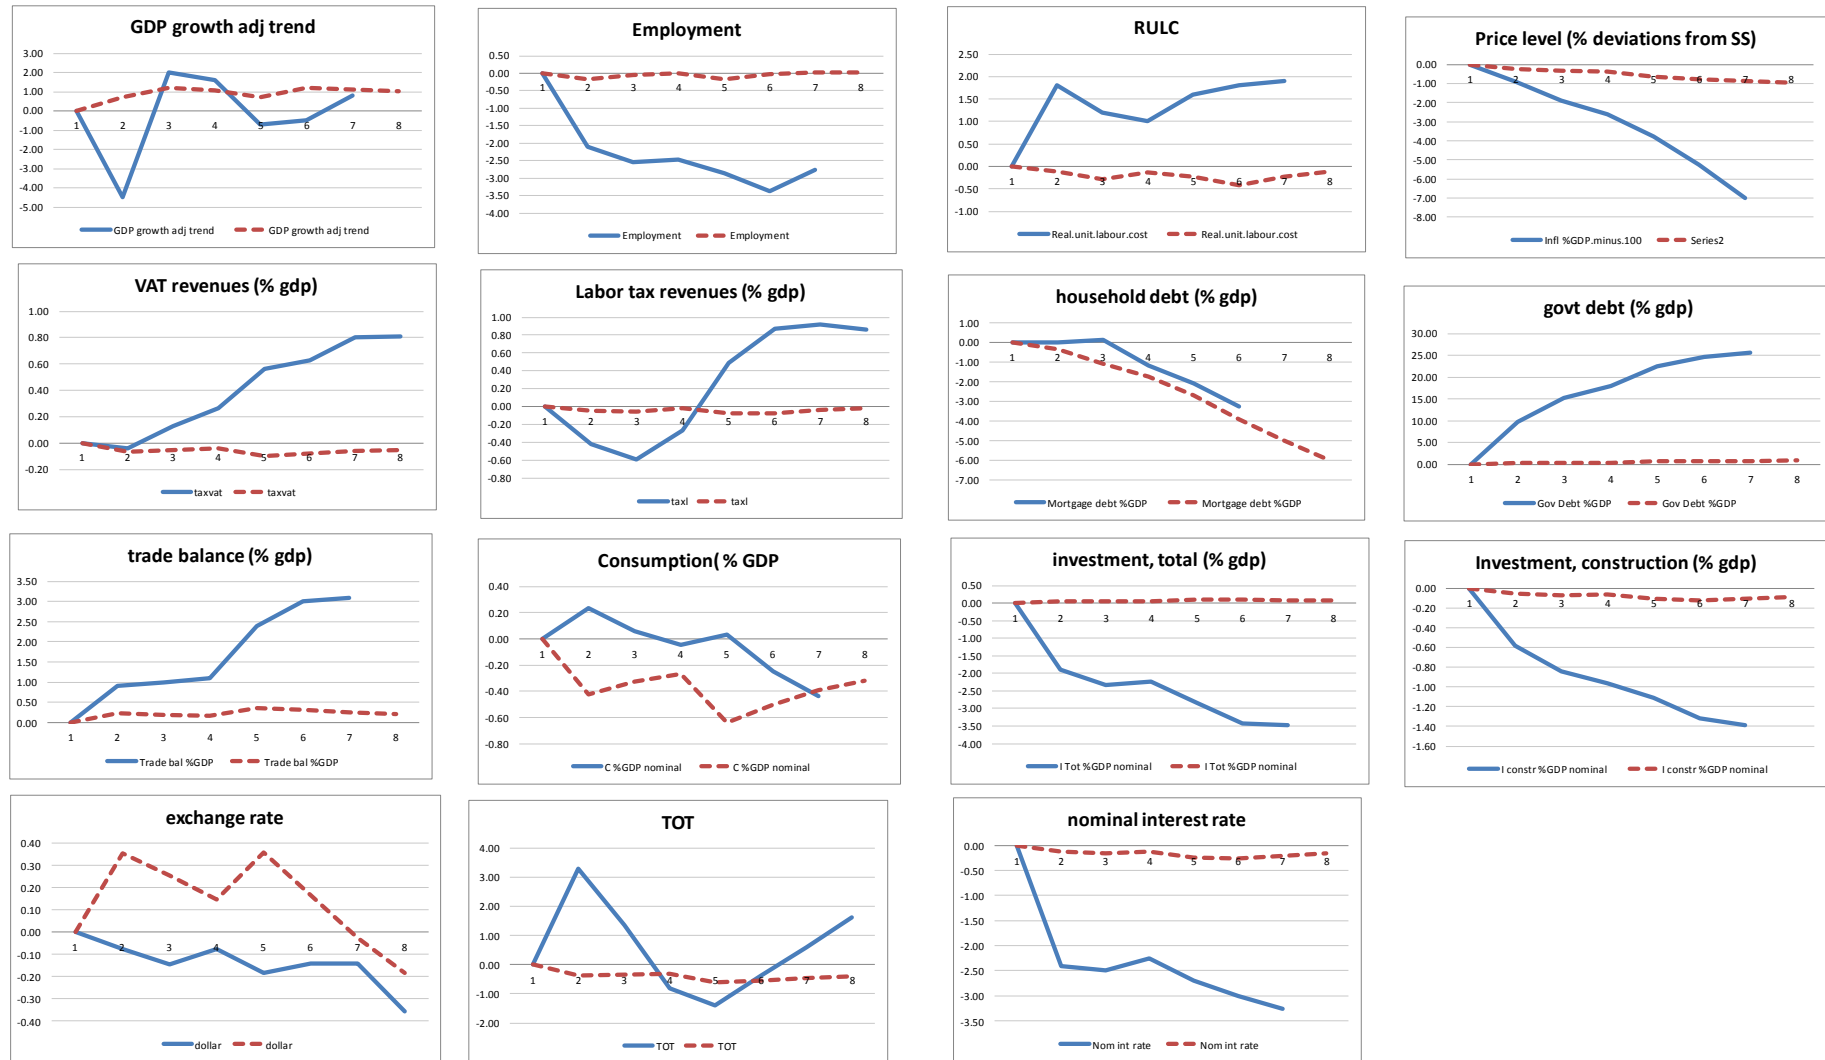 GDP growth adj trend
3.00
2.00
1.00
0.00
-1.00
-2.00
-3.00
-4.00
-5.00
1 2 3 4 5 6 7 8
GDP growth adj trend GDP growth adj trend
Employment
0.50
0.00
-0.50
-1.00
-1.50
-2.00
-2.50
-3.00
-3.50
-4.00
1 2 3 4 5 6 7 8
Employment Employment
RULC
2.50
2.00
1.50
1.00
0.50
0.00
-0.50
-1.00
1 2 3 4 5 6 7 8
Real.unit.labour.cost Real.unit.labour.cost
Price level (% deviations from SS)
0.00
-1.00
-2.00
-3.00
-4.00
-5.00
-6.00
-7.00
-8.00
1 2 3 4 5 6 7 8
Infl %GDP.minus.100 Series2
VAT revenues (% gdp)
1.00
0.80
0.60
0.40
0.20
0.00
-0.20
1 2 3 4 5 6 7 8
taxvat taxvat
Labor tax revenues (% gdp)
1.00
0.80
0.60
0.40
0.20
0.00
-0.20
-0.40
-0.60
-0.80
1 2 3 4 5 6 7 8
taxl taxl
household debt (% gdp)
1.00
0.00
-1.00
-2.00
-3.00
-4.00
-5.00
-6.00
-7.00
1 2 3 4 5 6 7 8
Mortgage debt %GDP Mortgage debt %GDP
govt debt (% gdp)
30.00
25.00
20.00
15.00
10.00
5.00
0.00
1 2 3 4 5 6 7 8
Gov Debt %GDP Gov Debt %GDP
trade balance (% gdp)
3.50
3.00
2.50
2.00
1.50
1.00
0.50
0.00
1 2 3 4 5 6 7 8
Trade bal %GDP Trade bal %GDP
Consumption( % GDP
0.40
0.20
0.00
-0.20
-0.40
-0.60
-0.80
1 2 3 4 5 6 7 8
C %GDP nominal C %GDP nominal
investment, total (% gdp)
0.50
0.00
-0.50
-1.00
-1.50
-2.00
-2.50
-3.00
-3.50
-4.00
1 2 3 4 5 6 7 8
I Tot %GDP nominal I Tot %GDP nominal
Investment, construction (% gdp)
0.00
-0.20
-0.40
-0.60
-0.80
-1.00
-1.20
-1.40
-1.60
1 2 3 4 5 6 7 8
I constr %GDP nominal I constr %GDP nominal
exchange rate
0.40
0.30
0.20
0.10
0.00
-0.10
-0.20
-0.30
-0.40
1 2 3 4 5 6 7 8
dollar dollar
TOT
4.00
3.00
2.00
1.00
0.00
-1.00
-2.00
1 2 3 4 5 6 7 8
TOT TOT
nominal interest rate
0.00
-0.50
-1.00
-1.50
-2.00
-2.50
-3.00
-3.50
1 2 3 4 5 6 7 8
Nom int rate Nom int rate